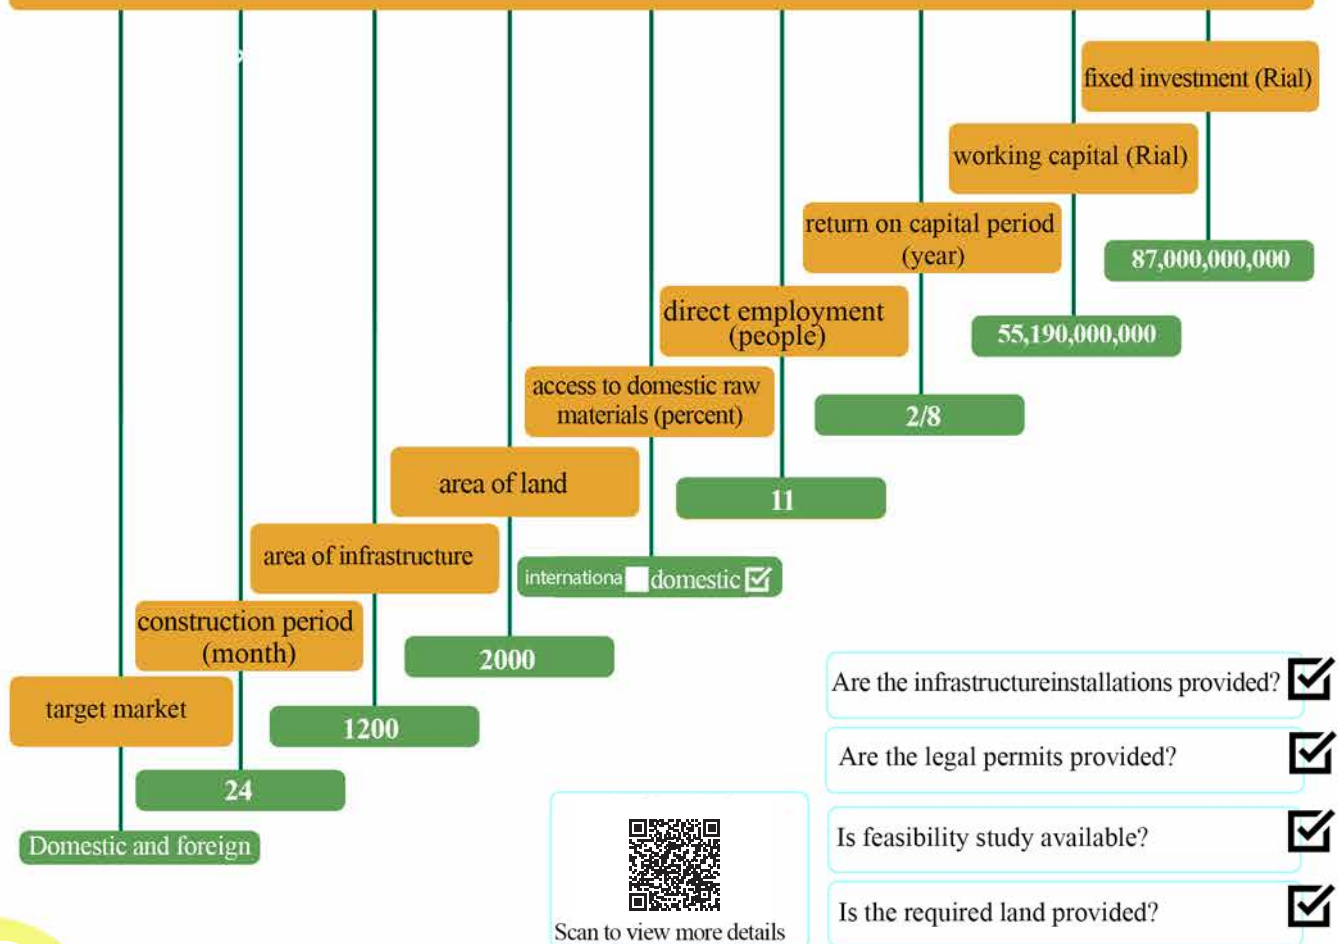 fixed investment (Rial)
87,000,000,000
working capital (Rial)
55,190,000,000
return on capital period
(year)
2/8
direct employment
(people)
11
access to domestic raw
materials (percent)
internationa domestic
area of land
2000
area of infrastructure
1200
construction period
(month)
24
target market
Domestic and foreign
Are the infrastructureinstallations provided?
Are the legal permits provided?
Is feasibility study available?
Is the required land provided?
Scan to view more details